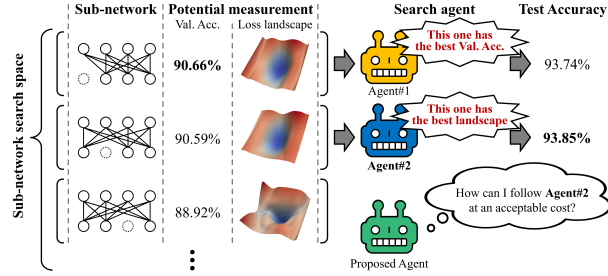 Sub-network
Potential measurement
Val. Acc.
Loss landscape
Search agent
Test Accuracy
Sub-network search space
90.66%
This one has
the best Val. Acc.
Agent#1
93.74%
90.59%
This one has
the best landscape
Agent#2
93.85%
88.92%
How can I follow Agent#2
at an acceptable cost?
Proposed Agent